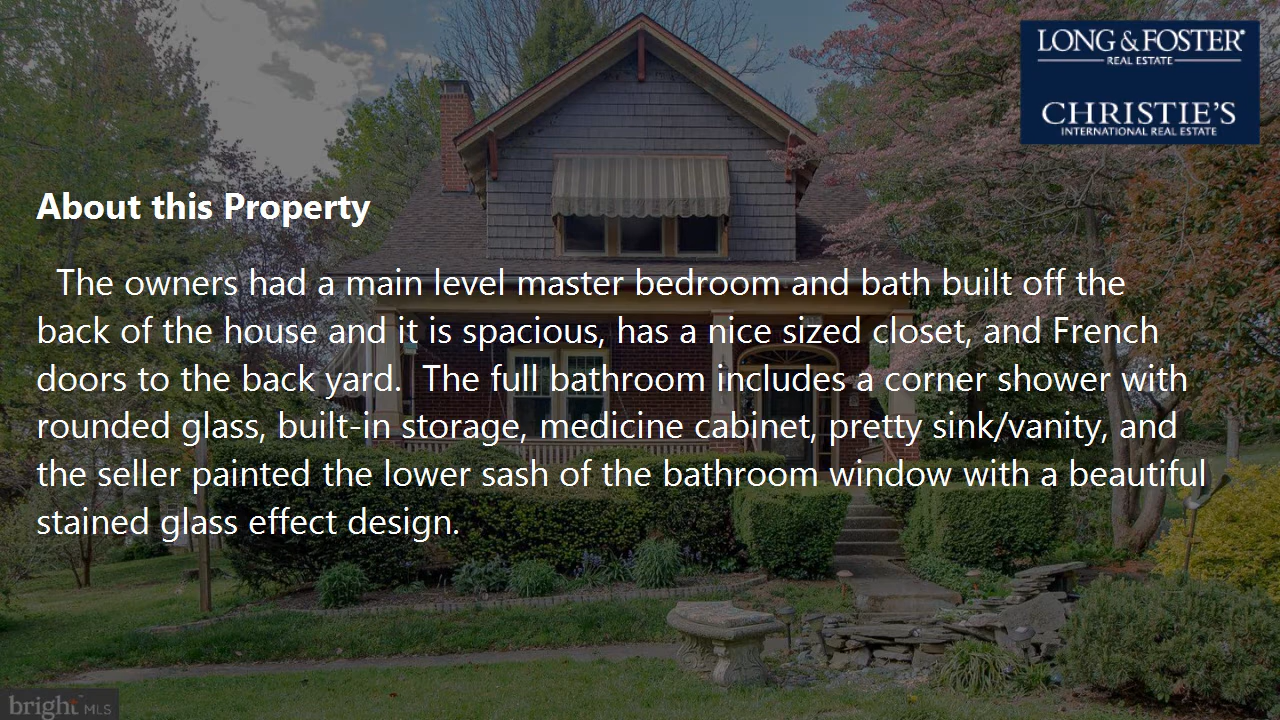 LONG & FOSTER®
REAL ESTATE
CHRISTIE'S
INTERNATIONAL REAL ESTATE
About this Property
The owners had a main level master bedroom and bath built off the
back of the house and it is spacious, has a nice sized closet, and French
doors to the back yard.  The full bathroom includes a corner shower with
rounded glass, built-in storage, medicine cabinet, pretty sink/vanity, and
the seller painted the lower sash of the bathroom window with a beautiful
stained glass effect design.
bright MLS